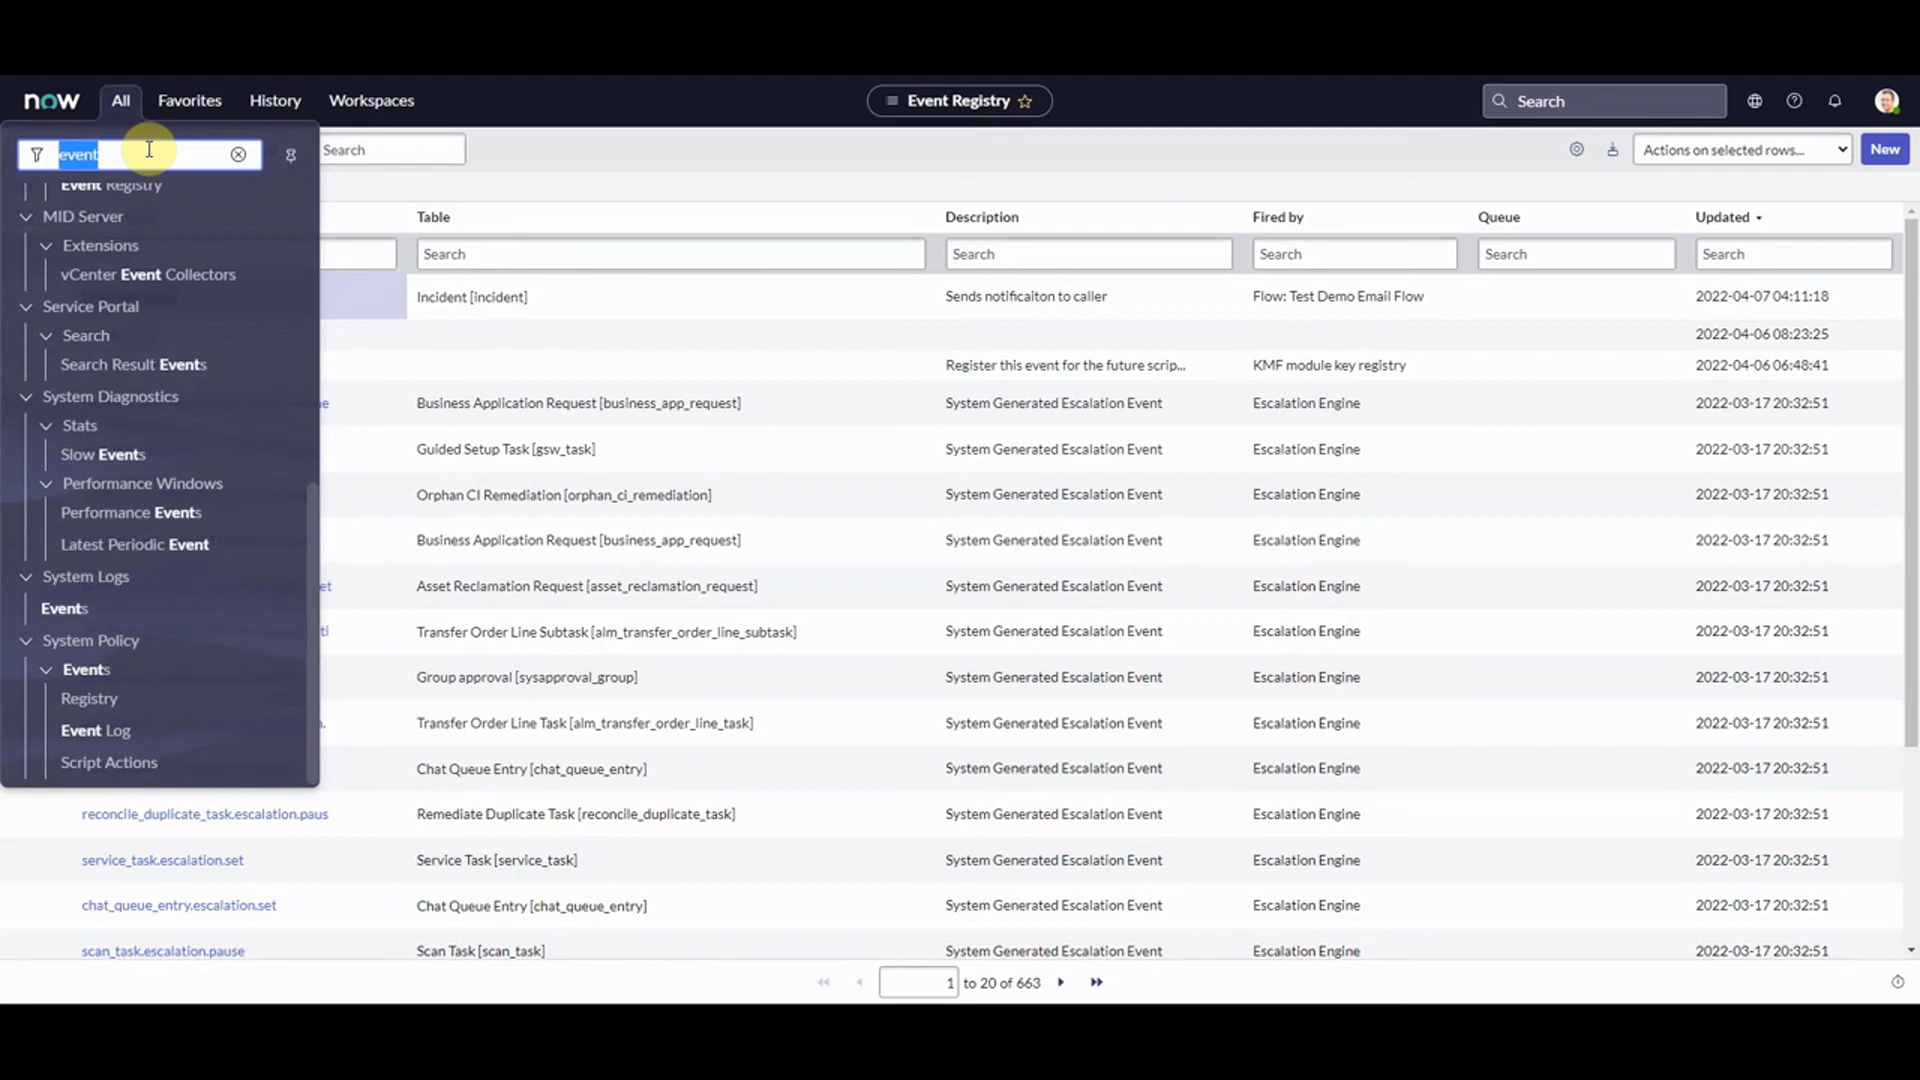 now All Favorites History Workspaces Event Registry Search
event Search Actions on selected rows... New
Event Registry
MID Server
Extensions
vCenter Event Collectors
Service Portal
Search
Search Result Events
System Diagnostics
Stats
Slow Events
Performance Windows
Performance Events
Latest Periodic Event
System Logs
Events
System Policy
Events
Registry
Event Log
Script Actions
Table Description Fired by Queue Updated
Search Search Search Search Search
Incident [incident] Sends notificaiton to caller Flow: Test Demo Email Flow 2022-04-07 04:11:18
2022-04-06 08:23:25
Register this event for the future scrip... KMF module key registry 2022-04-06 06:48:41
ne Business Application Request [business_app_request] System Generated Escalation Event Escalation Engine 2022-03-17 20:32:51
Guided Setup Task [gsw_task] System Generated Escalation Event Escalation Engine 2022-03-17 20:32:51
Orphan CI Remediation [orphan_ci_remediation] System Generated Escalation Event Escalation Engine 2022-03-17 20:32:51
Business Application Request [business_app_request] System Generated Escalation Event Escalation Engine 2022-03-17 20:32:51
et Asset Reclamation Request [asset_reclamation_request] System Generated Escalation Event Escalation Engine 2022-03-17 20:32:51
ti Transfer Order Line Subtask [alm_transfer_order_line_subtask] System Generated Escalation Event Escalation Engine 2022-03-17 20:32:51
Group approval [sysapproval_group] System Generated Escalation Event Escalation Engine 2022-03-17 20:32:51
. Transfer Order Line Task [alm_transfer_order_line_task] System Generated Escalation Event Escalation Engine 2022-03-17 20:32:51
Chat Queue Entry [chat_queue_entry] System Generated Escalation Event Escalation Engine 2022-03-17 20:32:51
reconcile_duplicate_task.escalation.paus Remediate Duplicate Task [reconcile_duplicate_task] System Generated Escalation Event Escalation Engine 2022-03-17 20:32:51
service_task.escalation.set Service Task [service_task] System Generated Escalation Event Escalation Engine 2022-03-17 20:32:51
chat_queue_entry.escalation.set Chat Queue Entry [chat_queue_entry] System Generated Escalation Event Escalation Engine 2022-03-17 20:32:51
scan_task.escalation.pause Scan Task [scan_task] System Generated Escalation Event Escalation Engine 2022-03-17 20:32:51
1 to 20 of 663